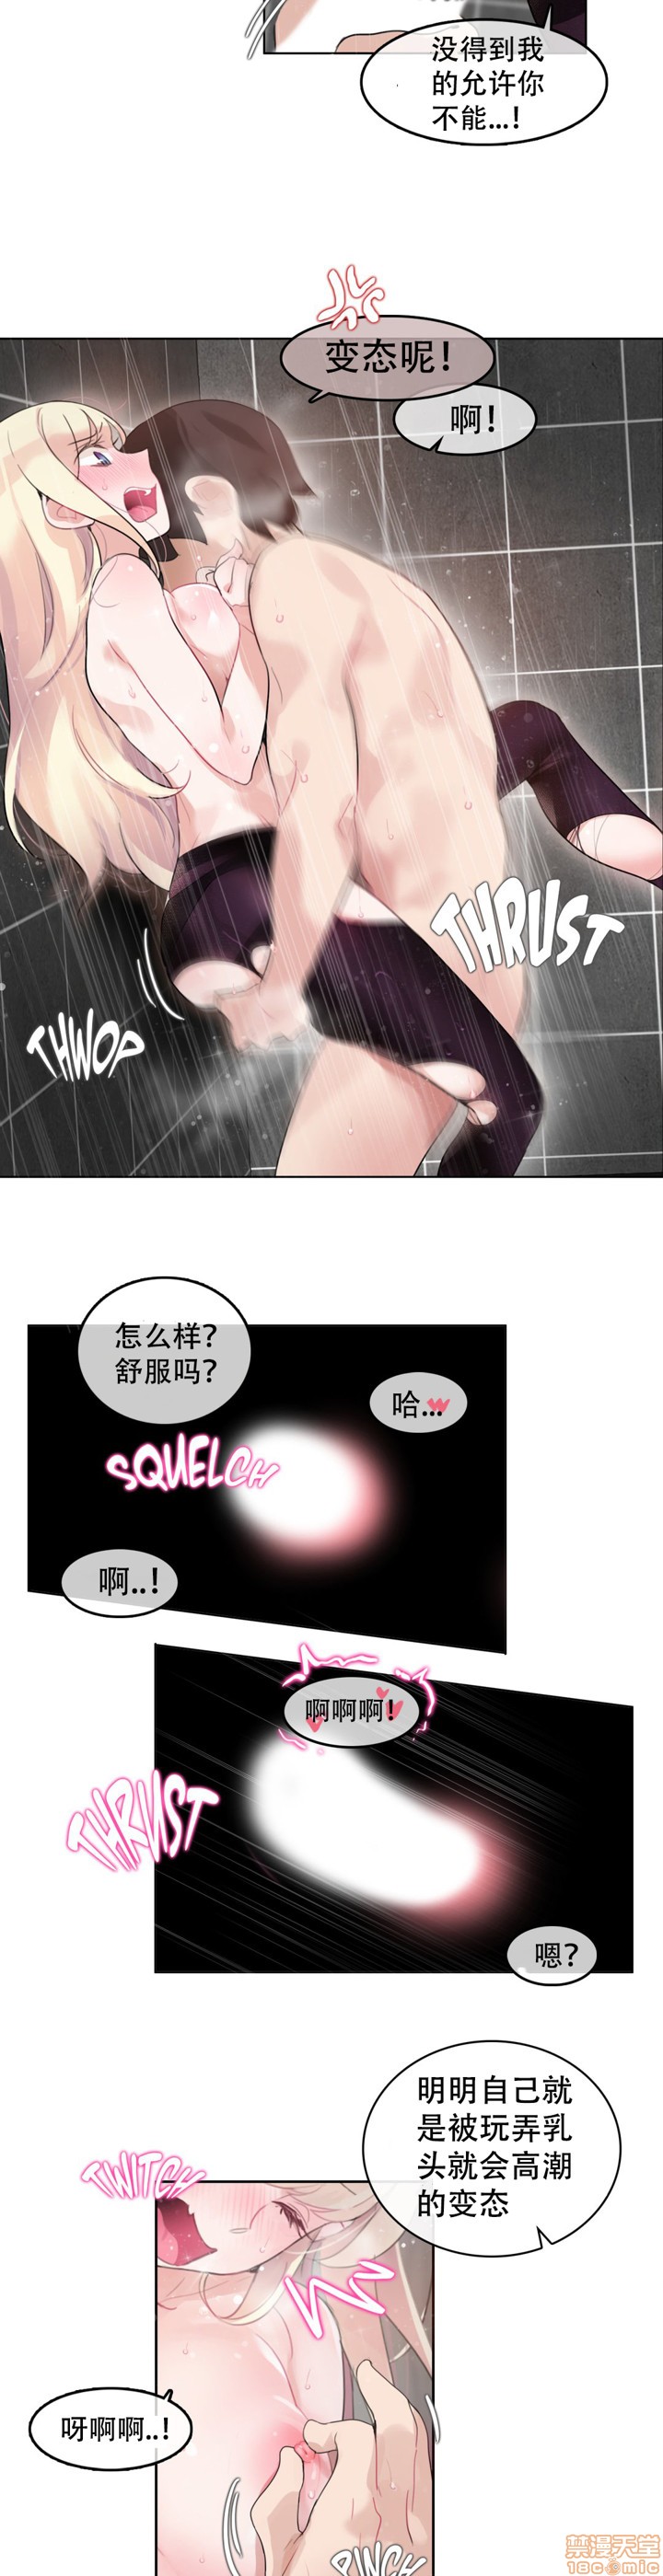 没得到我
的允许你
不能...!
变态呢!
啊!
THRUST
THWOP
怎么样?
舒服吗?
哈...
SQUELCH
啊..!
啊啊啊!
THRUST
嗯?
明明自己就
是被玩弄乳
头就会高潮
的变态
TWITCH
呀啊啊..!
PINCH
禁漫天堂
18comic